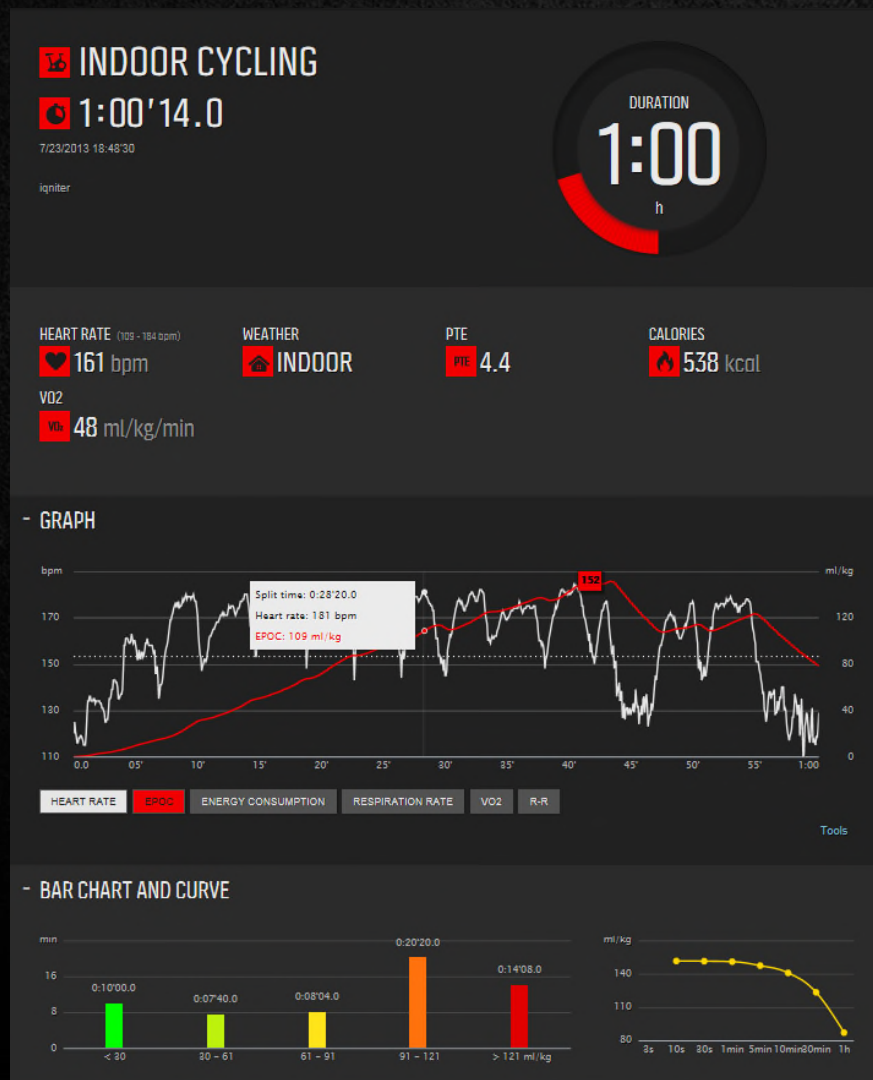 INDOOR CYCLING
1:00'14.0
7/23/2013 18:48'30
iqniter
DURATION
1:00
h
HEART RATE (109 - 184 bpm)
161 bpm
WEATHER
INDOOR
PTE
PTE 4.4
CALORIES
538 kcal
VO2
VO₂ 48 ml/kg/min
- GRAPH
bpm ml/kg
152
Split time: 0:28'20.0
Heart rate: 181 bpm
EPOC: 109 ml/kg
170 120
150 80
130 40
110 0
0.0 05' 10' 15' 20' 25' 30' 35' 40' 45' 50' 55' 1:00
HEART RATE EPOC ENERGY CONSUMPTION RESPIRATION RATE VO2 R-R
Tools
- BAR CHART AND CURVE
min
16
8
0
0:10'00.0 0:07'40.0 0:08'04.0 0:20'20.0 0:14'08.0
< 30 30 - 61 61 - 91 91 - 121 > 121 ml/kg
ml/kg
140
110
80
3s 10s 30s 1min 5min 10min 30min 1h